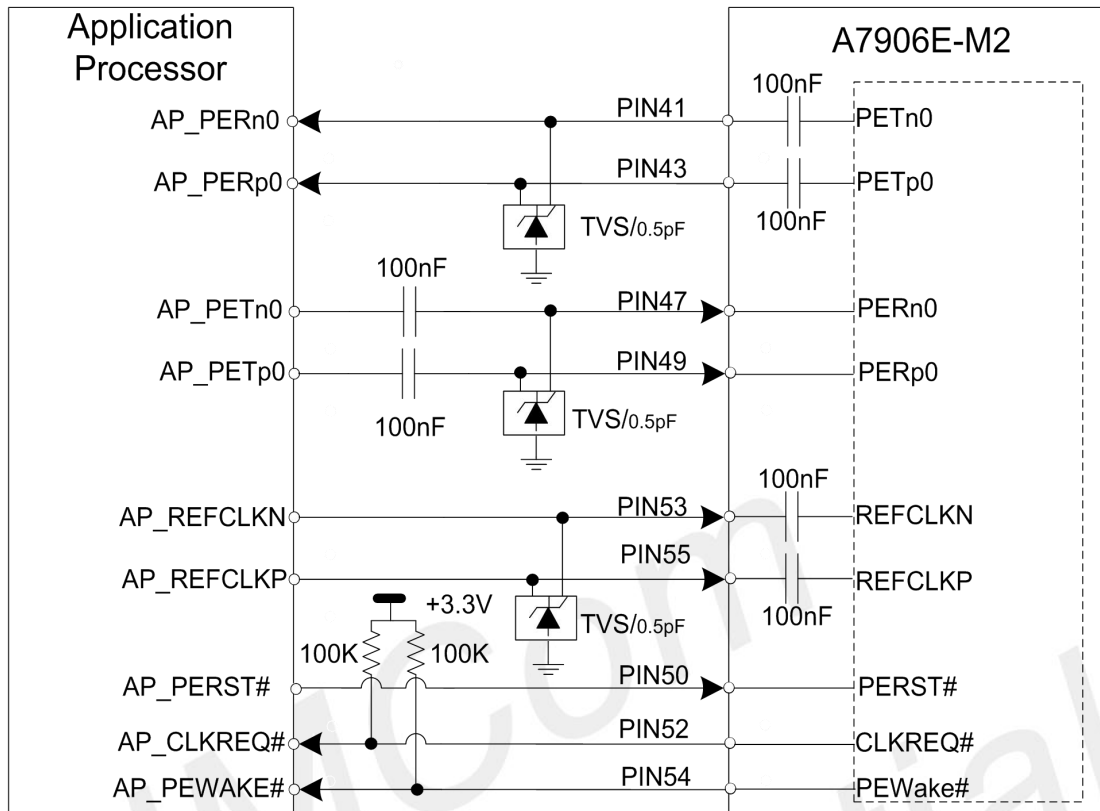 Application
Processor
A7906E-M2
100nF
AP_PERn0
PIN41
PETn0
AP_PERp0
PIN43
PETp0
100nF
TVS/0.5pF
100nF
AP_PETn0
PIN47
PERn0
AP_PETp0
PIN49
PERp0
100nF
TVS/0.5pF
100nF
AP_REFCLKN
PIN53
REFCLKN
PIN55
AP_REFCLKP
REFCLKP
100nF
+3.3V
TVS/0.5pF
100K
100K
AP_PERST#
PIN50
PERST#
AP_CLKREQ#
PIN52
CLKREQ#
AP_PEWAKE#
PIN54
PEWake#